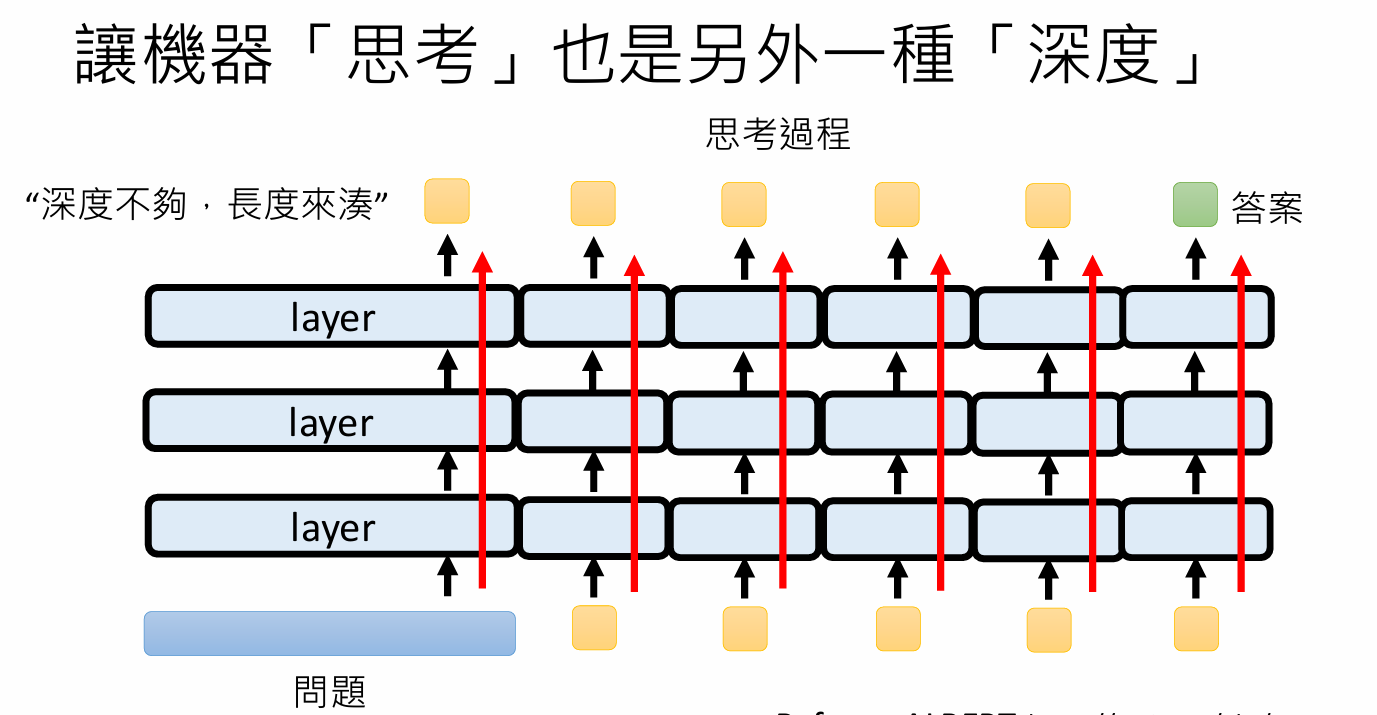 讓機器「思考」也是另外一種「深度」
思考過程
“深度不夠，長度來湊”
答案
layer
layer
layer
問題